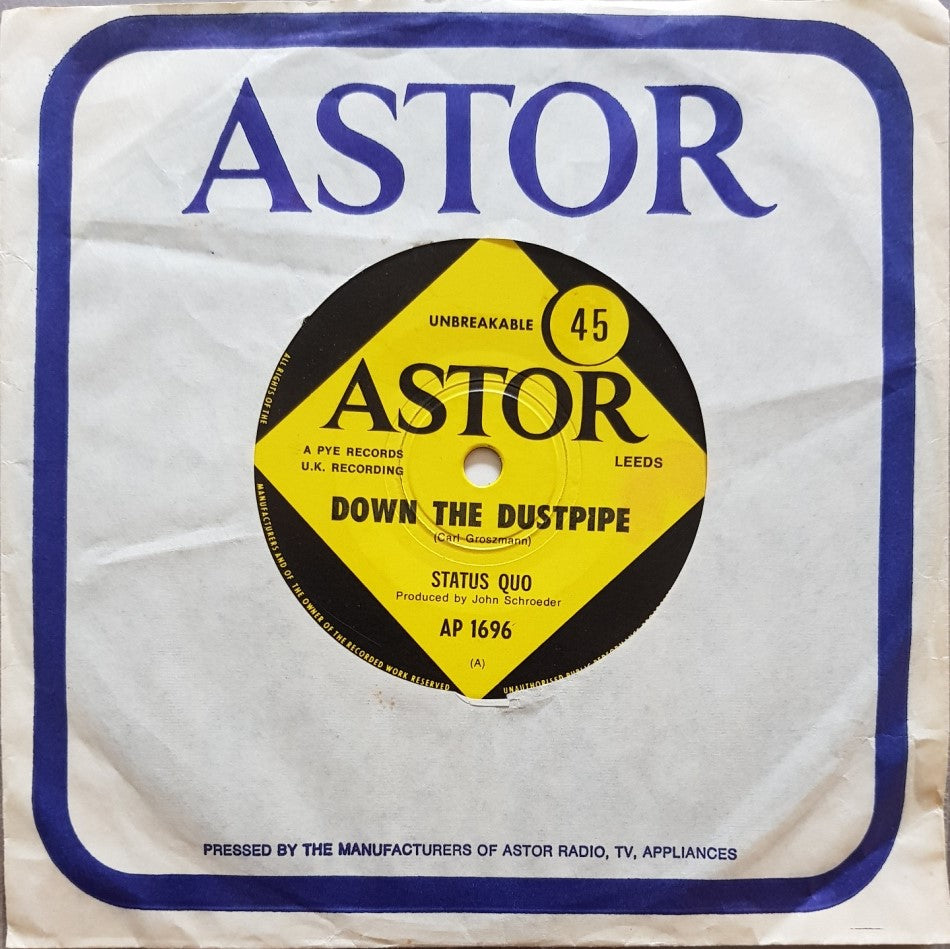 ASTOR
UNBREAKABLE
45
ASTOR
A PYE RECORDS
U.K. RECORDING
LEEDS
DOWN THE DUSTPIPE
(Carl Groszmann)
STATUS QUO
Produced by John Schroeder
AP 1696
(A)
ALL RIGHTS OF THE
MANUFACTURERS AND OF THE OWNER OF THE RECORDED WORK RESERVED
UNAUTHORISED
PRESSED BY THE MANUFACTURERS OF ASTOR RADIO, TV, APPLIANCES